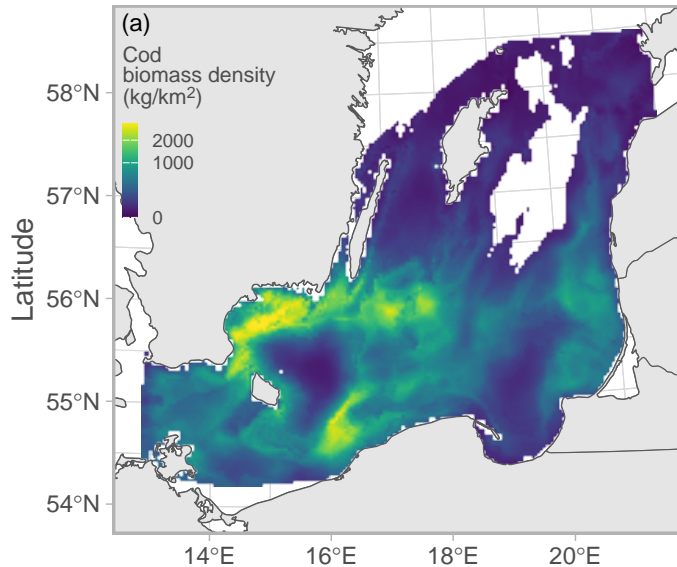 (a)
Cod
biomass density
(kg/km²)
2000
1000
0
Latitude
58°N
57°N
56°N
55°N
54°N
14°E
16°E
18°E
20°E